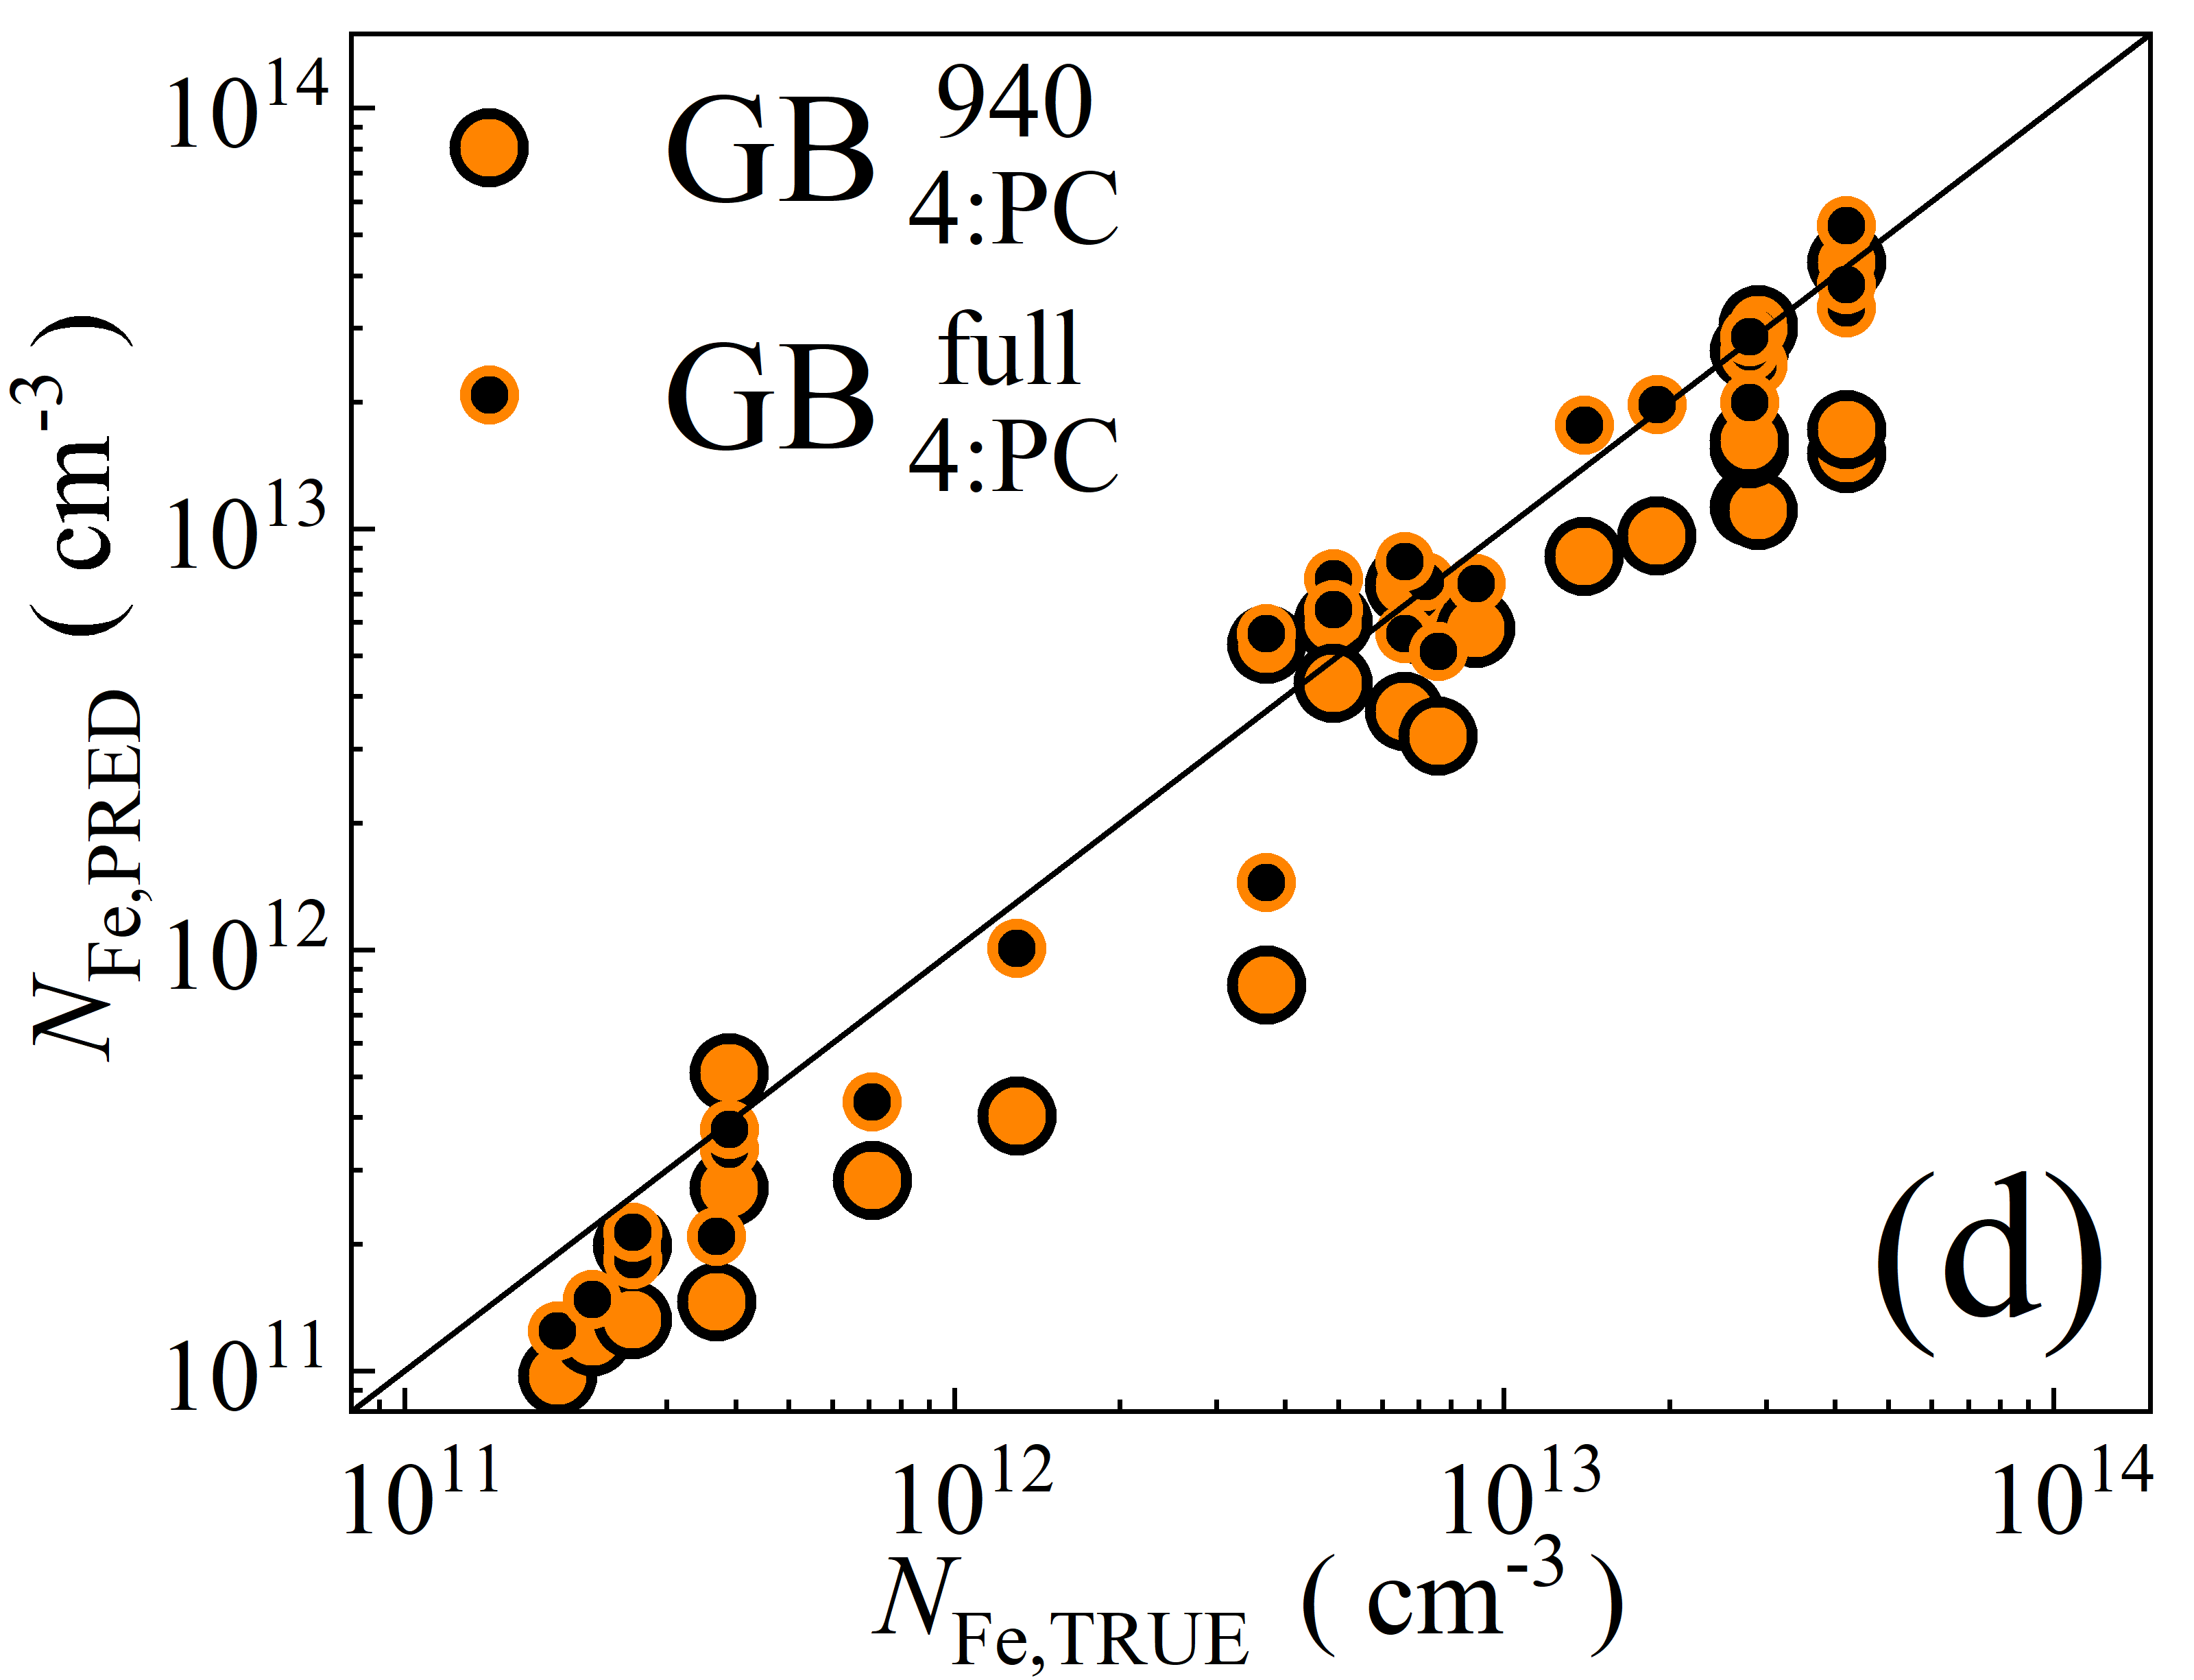 GB 940 4:PC
GB full 4:PC
10^14
10^13
10^12
10^11
N_Fe,PRED ( cm^-3 )
(d)
10^11 10^12 10^13 10^14
N_Fe,TRUE ( cm^-3 )